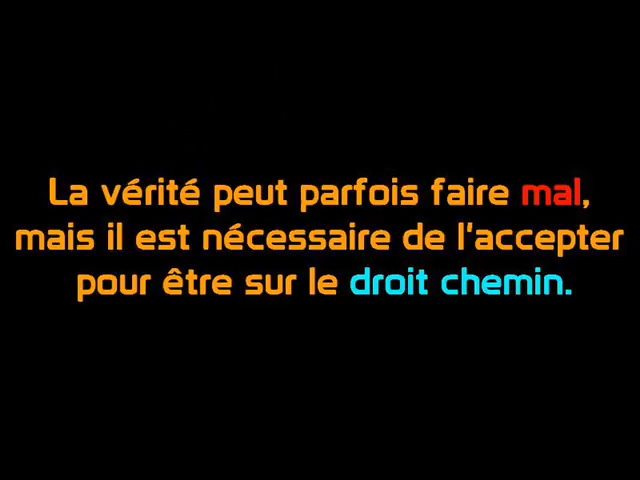 La vérité peut parfois faire mal,
mais il est nécessaire de l'accepter
pour être sur le droit chemin.